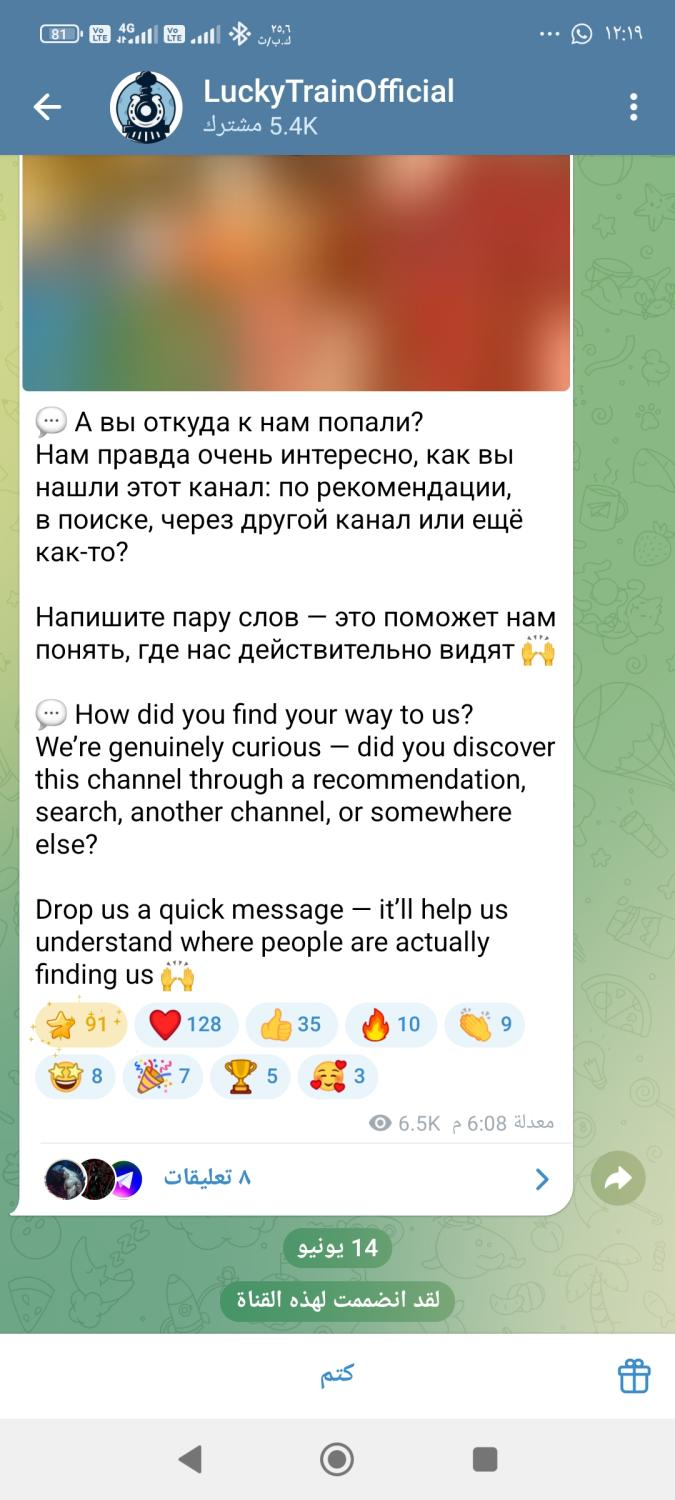 81 Vo LTE 4G Vo LTE ٢٥,٦ ك.ب/ث ... ١٢:١٩
LuckyTrainOfficial
5.4K مشترك
💬 А вы откуда к нам попали?
Нам правда очень интересно, как вы
нашли этот канал: по рекомендации,
в поиске, через другой канал или ещё
как-то?
Напишите пару слов — это поможет нам
понять, где нас действительно видят 🙌
💬 How did you find your way to us?
We’re genuinely curious — did you discover
this channel through a recommendation,
search, another channel, or somewhere
else?
Drop us a quick message — it’ll help us
understand where people are actually
finding us 🙌
⭐ 91 ❤️ 128 👍 35 🔥 10 👏 9
🤩 8 🎉 7 🏆 5 🥰 3
6.5K معدلة 6:08 م
٨ تعليقات
14 يونيو
لقد انضممت لهذه القناة
كتم